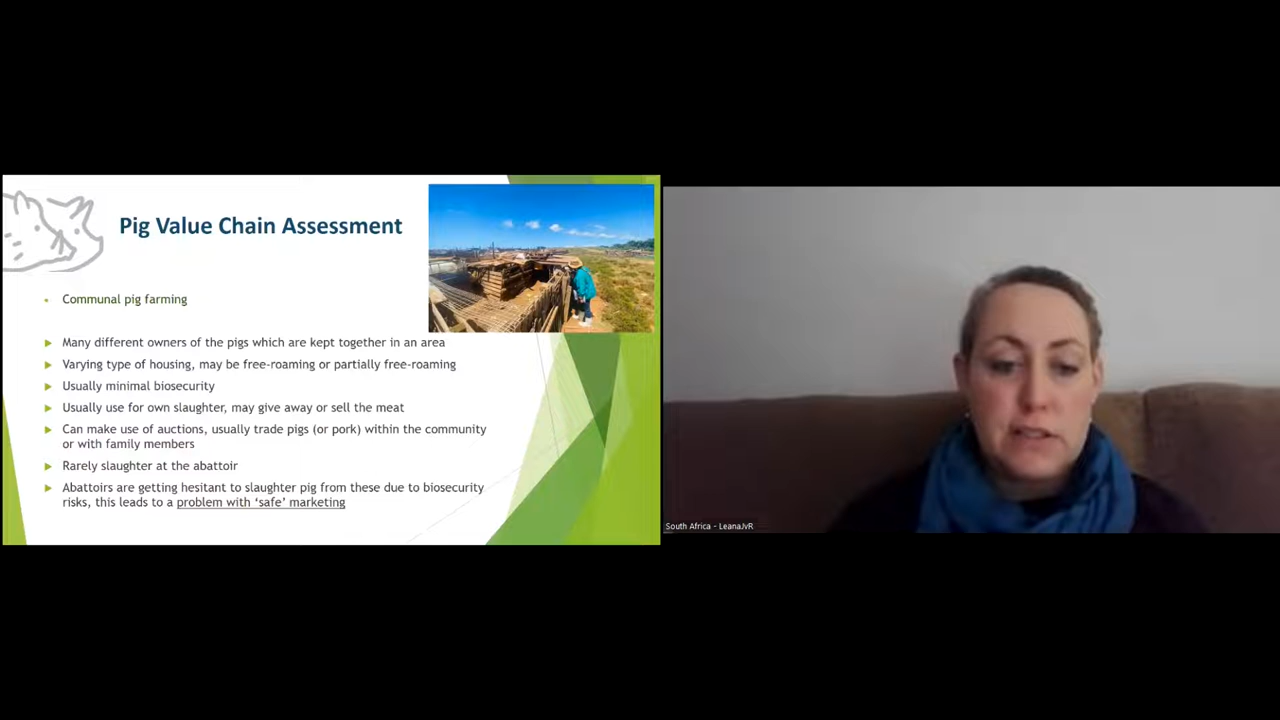 Pig Value Chain Assessment
Communal pig farming
Many different owners of the pigs which are kept together in an area
Varying type of housing, may be free-roaming or partially free-roaming
Usually minimal biosecurity
Usually use for own slaughter, may give away or sell the meat
Can make use of auctions, usually trade pigs (or pork) within the community
or with family members
Rarely slaughter at the abattoir
Abattoirs are getting hesitant to slaughter pig from these due to biosecurity
risks, this leads to a problem with ‘safe’ marketing
South Africa - LeanaJvR